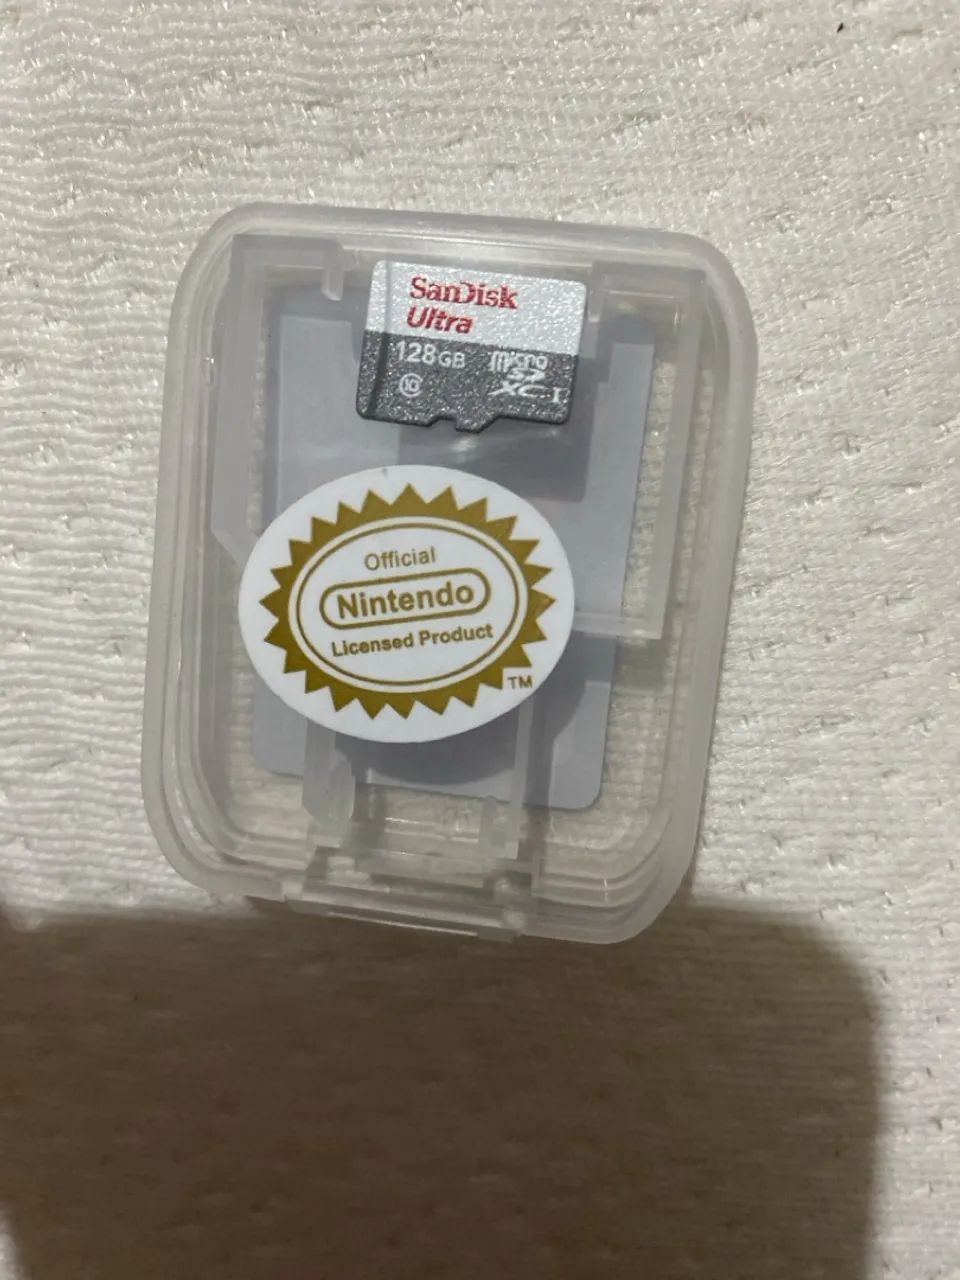 SanDisk
Ultra
128GB
micro
SD
XC I
10
Official
Nintendo
Licensed Product
TM